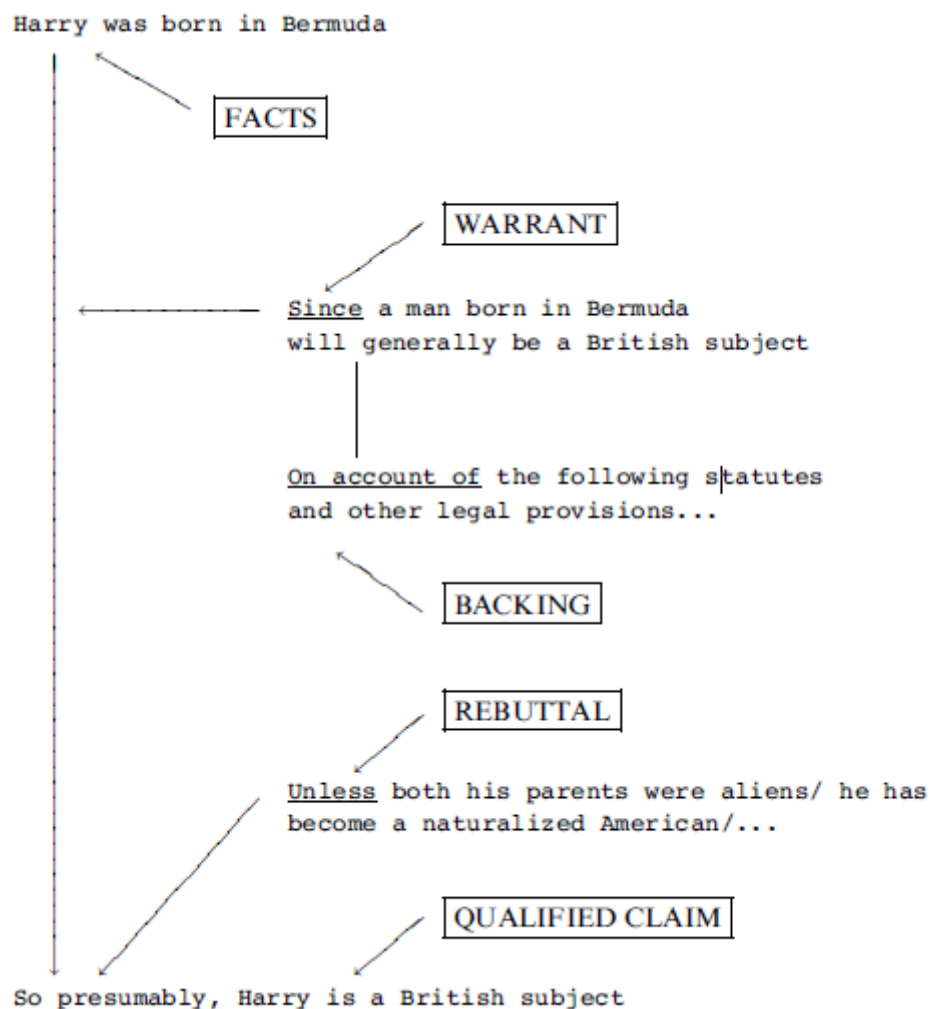 Harry was born in Bermuda
FACTS
WARRANT
Since a man born in Bermuda
will generally be a British subject
On account of the following statutes
and other legal provisions...
BACKING
REBUTTAL
Unless both his parents were aliens/ he has
become a naturalized American/...
QUALIFIED CLAIM
So presumably, Harry is a British subject